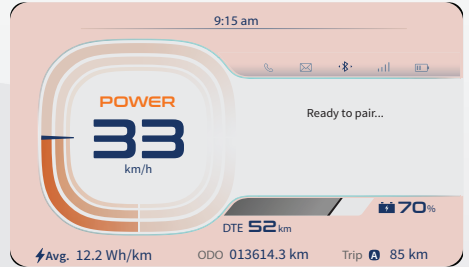 9:15 am
POWER
33
km/h
Ready to pair...
70%
DTE 52 km
Avg. 12.2 Wh/km ODO 013614.3 km Trip A 85 km